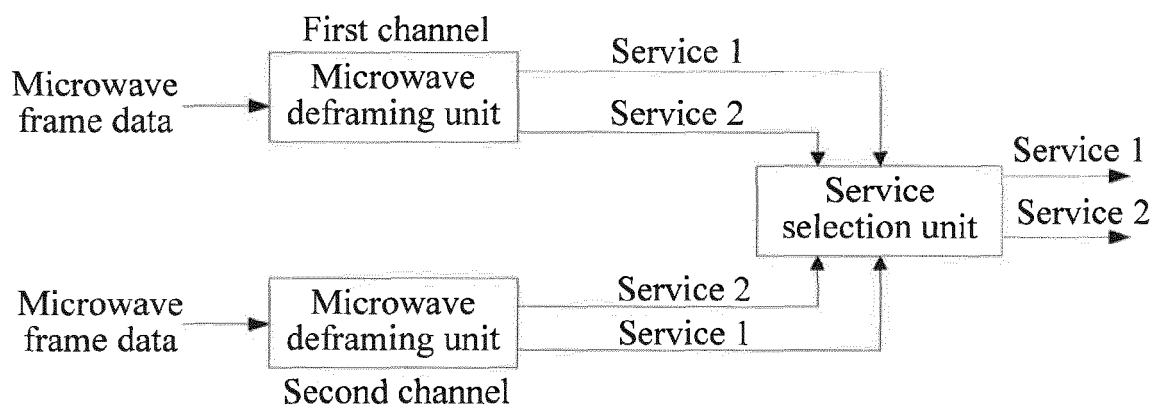 First channel
Microwave
frame data
Microwave
deframing unit
Service 1
Service 2
Service
selection unit
Service 1
Service 2
Microwave
frame data
Microwave
deframing unit
Service 2
Service 1
Second channel